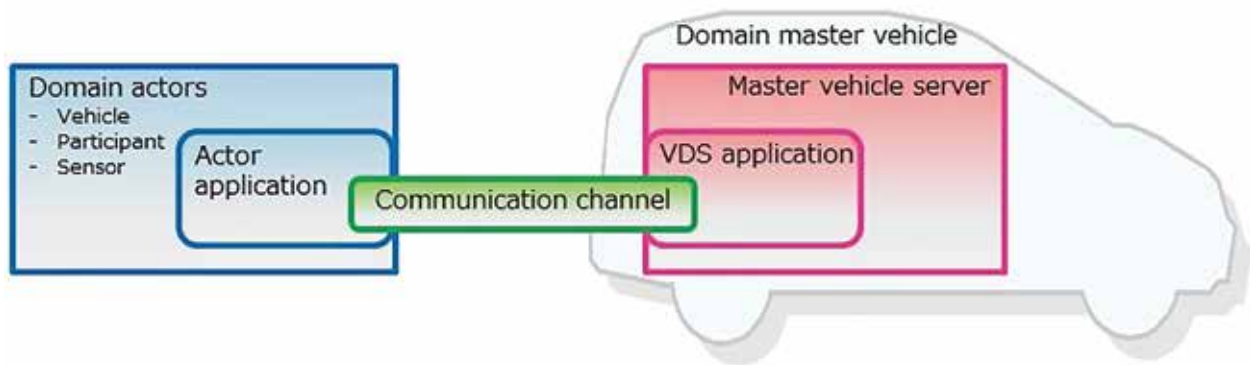 Domain master vehicle
Domain actors
- Vehicle
- Participant
- Sensor
Actor
application
Communication channel
Master vehicle server
VDS application